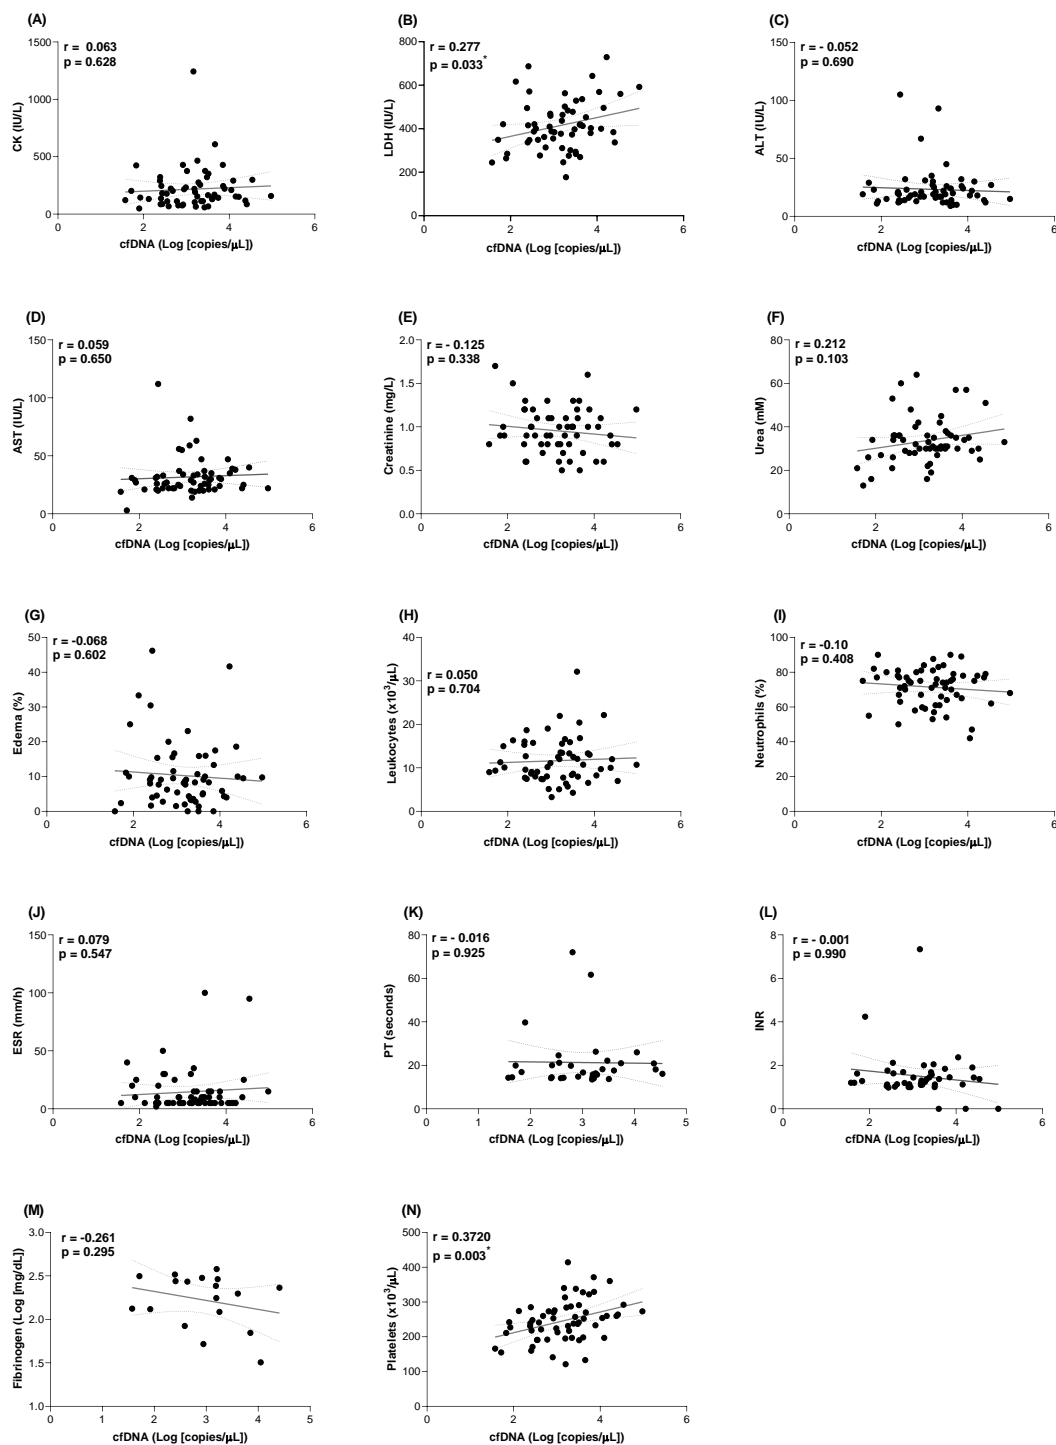 (A)
r = 0.063
p = 0.628
CK (IU/L)
1500
1000
500
0
0 2 4 6
cfDNA (Log [copies/µL])
(B)
r = 0.277
p = 0.033*
LDH (IU/L)
800
600
400
200
0
0 2 4 6
cfDNA (Log [copies/µL])
(C)
r = - 0.052
p = 0.690
ALT (IU/L)
150
100
50
0
0 2 4 6
cfDNA (Log [copies/µL])
(D)
r = 0.059
p = 0.650
AST (IU/L)
150
100
50
0
0 2 4 6
cfDNA (Log [copies/µL])
(E)
r = - 0.125
p = 0.338
Creatinine (mg/L)
2.0
1.5
1.0
0.5
0.0
0 2 4 6
cfDNA (Log [copies/µL])
(F)
r = 0.212
p = 0.103
Urea (mM)
80
60
40
20
0
0 2 4 6
cfDNA (Log [copies/µL])
(G)
r = -0.068
p = 0.602
Edema (%)
50
40
30
20
10
0
0 2 4 6
cfDNA (Log [copies/µL])
(H)
r = 0.050
p = 0.704
Leukocytes (x10³/µL)
40
30
20
10
0
0 2 4 6
cfDNA (Log [copies/µL])
(I)
r = -0.10
p = 0.408
Neutrophils (%)
100
80
60
40
20
0
0 2 4 6
cfDNA (Log [copies/µL])
(J)
r = 0.079
p = 0.547
ESR (mm/h)
150
100
50
0
0 2 4 6
cfDNA (Log [copies/µL])
(K)
r = - 0.016
p = 0.925
PT (seconds)
80
60
40
20
0
0 1 2 3 4 5
cfDNA (Log [copies/µL])
(L)
r = - 0.001
p = 0.990
INR
8
6
4
2
0
0 2 4 6
cfDNA (Log [copies/µL])
(M)
r = -0.261
p = 0.295
Fibrinogen (Log [mg/dL])
3.0
2.5
2.0
1.5
1.0
0 1 2 3 4 5
cfDNA (Log [copies/µL])
(N)
r = 0.3720
p = 0.003*
Platelets (x10³/µL)
500
400
300
200
100
0
0 2 4 6
cfDNA (Log [copies/µL])